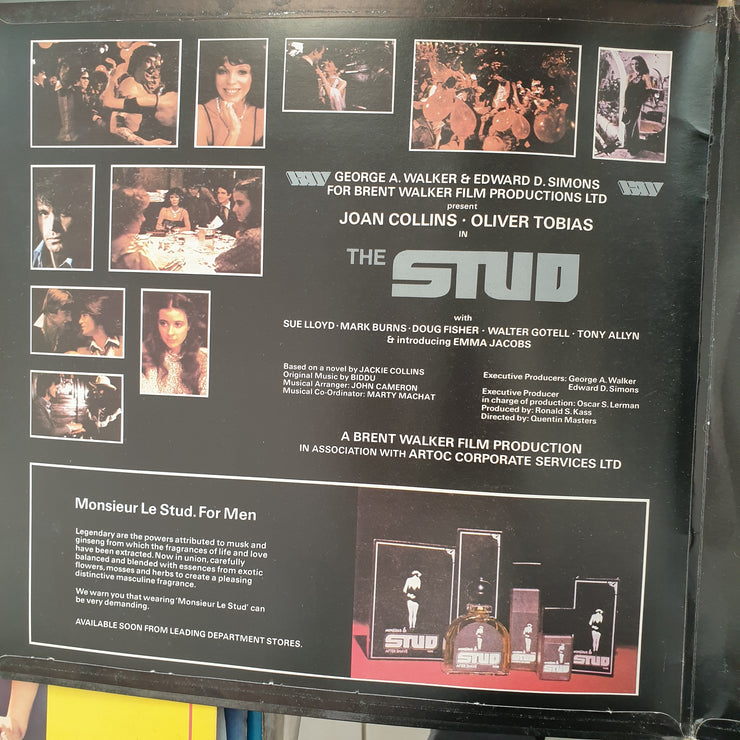 GEORGE A. WALKER & EDWARD D. SIMONS
FOR BRENT WALKER FILM PRODUCTIONS LTD
present
JOAN COLLINS · OLIVER TOBIAS
IN
THE STUD
with
SUE LLOYD · MARK BURNS · DOUG FISHER · WALTER GOTELL · TONY ALLYN
& introducing EMMA JACOBS
Based on a novel by JACKIE COLLINS
Original Music by BIDDU
Musical Arranger: JOHN CAMERON
Musical Co-Ordinator: MARTY MACHAT
Executive Producers: George A. Walker
Edward D. Simons
Executive Producer
in charge of production: Oscar S. Lerman
Produced by: Ronald S. Kass
Directed by: Quentin Masters
A BRENT WALKER FILM PRODUCTION
IN ASSOCIATION WITH ARTOC CORPORATE SERVICES LTD
Monsieur Le Stud. For Men
Legendary are the powers attributed to musk and
ginseng from which the fragrances of life and love
have been extracted. Now in union, carefully
balanced and blended with essences from exotic
flowers, mosses and herbs to create a pleasing
distinctive masculine fragrance.
We warn you that wearing 'Monsieur Le Stud' can
be very demanding.
AVAILABLE SOON FROM LEADING DEPARTMENT STORES.
STUD
AFTER SHAVE
STUD
STUD
STUD
STUD